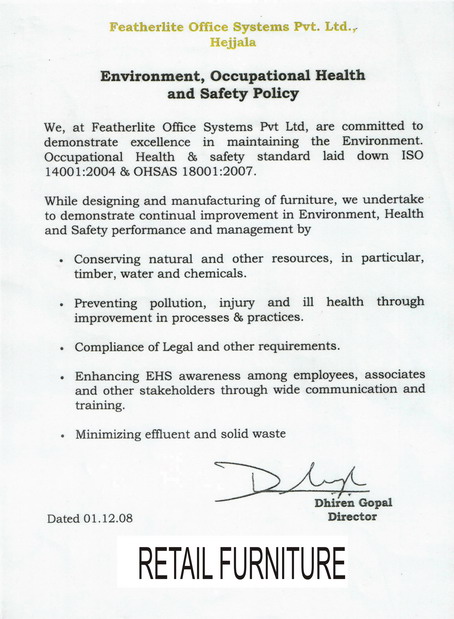 Featherlite Office Systems Pvt. Ltd.,
Hejjala
Environment, Occupational Health
and Safety Policy
We, at Featherlite Office Systems Pvt Ltd, are committed to
demonstrate excellence in maintaining the Environment.
Occupational Health & safety standard laid down ISO
14001:2004 & OHSAS 18001:2007.
While designing and manufacturing of furniture, we undertake
to demonstrate continual improvement in Environment, Health
and Safety performance and management by
• Conserving natural and other resources, in particular,
timber, water and chemicals.
• Preventing pollution, injury and ill health through
improvement in processes & practices.
• Compliance of Legal and other requirements.
• Enhancing EHS awareness among employees, associates
and other stakeholders through wide communication and
training.
• Minimizing effluent and solid waste
Dhiren Gopal
Dated 01.12.08 Director
RETAIL FURNITURE